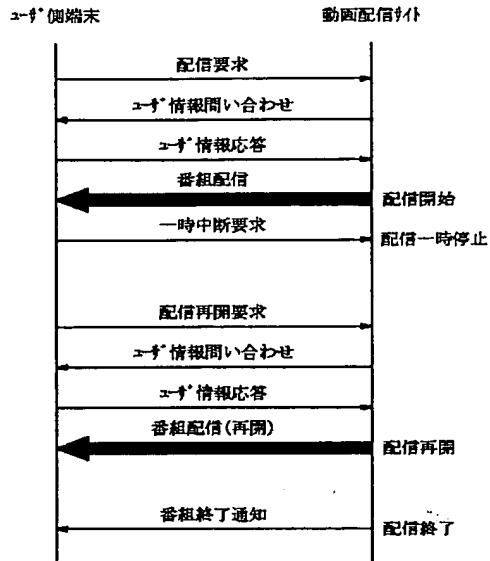 ﾕｰｻﾞ側端末 動画配信ｻｲﾄ
配信要求
ﾕｰｻﾞ情報問い合わせ
ﾕｰｻﾞ情報応答
番組配信
配信開始
一時中断要求
配信一時停止
配信再開要求
ﾕｰｻﾞ情報問い合わせ
ﾕｰｻﾞ情報応答
番組配信(再開)
配信再開
番組終了通知
配信終了